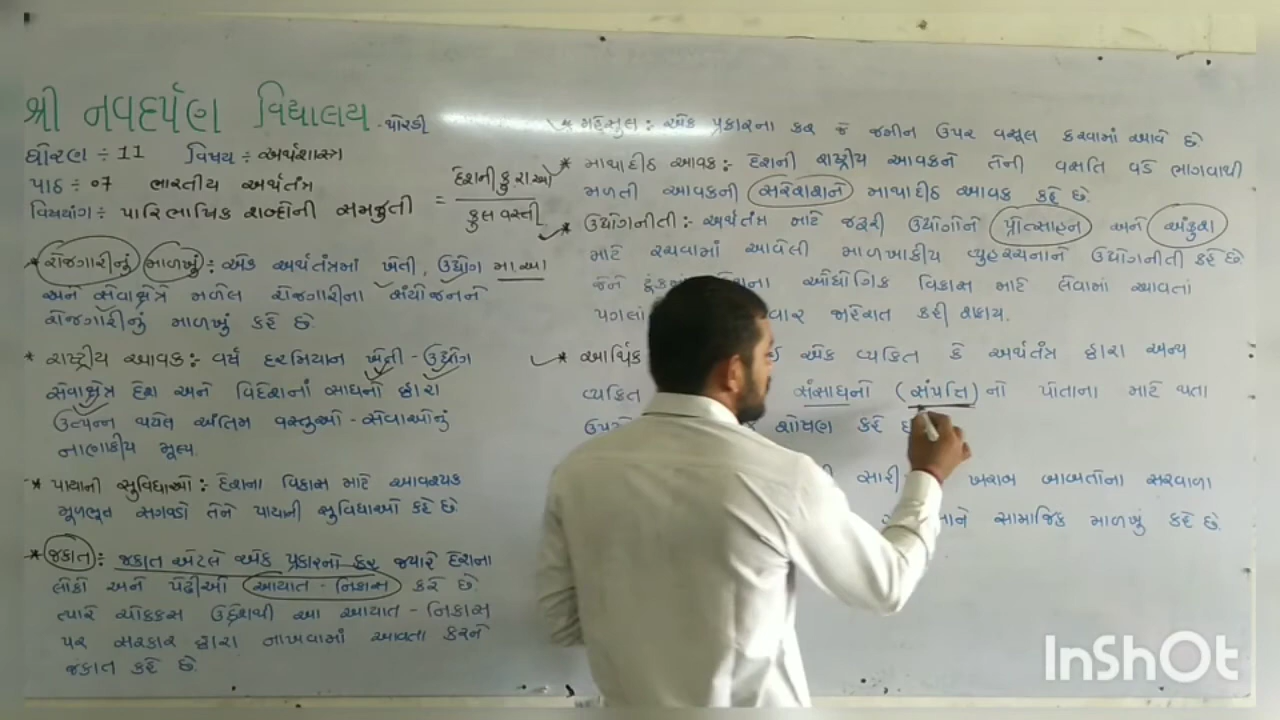 શ્રી નવદર્પણ વિદ્યાલય - પોરડી
ધોરણ ÷ 11 વિષય ÷ અર્થશાસ્ત્ર
પાઠ ÷ 07 ભારતીય અર્થતંત્ર
વિષયાંગ ÷ પારિભાષિક શબ્દોની સમજુતી = દેશની કુ.રા.આ / કુલ વસ્તી
* રોજગારીનું માળખું : એક અર્થતંત્રમાં ખેતી, ઉદ્યોગ
અને સેવાક્ષેત્રે મળેલ રોજગારીના સંયોજનને
રોજગારીનું માળખું કહે છે.
* રાષ્ટ્રીય આવક :- વર્ષ દરમિયાન ખેતી - ઉદ્યોગ
સેવાક્ષેત્ર દેશ અને વિદેશનાં સાધનો દ્વારા
ઉત્પન્ન થયેલ અંતિમ વસ્તુઓ - સેવાઓનું
નાણાકીય મૂલ્ય.
* પાયાની સુવિધાઓ : દેશના વિકાસ માટે આવશ્યક
મૂળભૂત સગવડો તેને પાયાની સુવિધાઓ કહે છે
* જકાત : જકાત એટલે એક પ્રકારનો કર જ્યારે દેશના
લોકો અને પેઢીઓ આયાત - નિકાસ કરે છે
ત્યારે ચોક્કસ ઉદ્દેશથી આ આયાત - નિકાસ
પર સરકાર દ્વારા નાખવામાં આવતા કરને
જકાત કહે છે.
* મહેસુલ : એક પ્રકારના કર જે જમીન ઉપર વસૂલ કરવામાં આવે છે
* માથાદીઠ આવક :- દેશની રાષ્ટ્રીય આવકને તેની વસતિ વડે ભાગવાથી
મળતી આવકની સરેરાશને માથાદીઠ આવક કહે છે.
* ઉદ્યોગનીતી :- અર્થતંત્ર માટે જરૂરી ઉદ્યોગોને પ્રોત્સાહન અને અંકુશ
માટે રચવામાં આવેલી માળખાકીય વ્યુહરચનાને ઉદ્યોગનીતી કહે છે
જેને ઔધોગિક વિકાસ માટે લેવામાં આવતાં
પગલાં જાહેરાત કહી શકાય.
* આર્થિક એક વ્યકિત કે અર્થતંત્ર દ્વારા અન્ય
વ્યકિત સંસાધનો (સંપત્તિ) નો પોતાના માટે થતા
શોષણ કહે
સારી ખરાબ બાબતોના સરવાળા
સામાજિક માળખું કહે છે.
InShOt